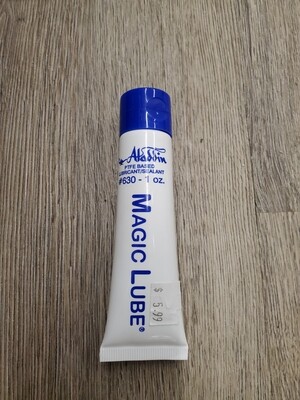 Aladdin
PTFE BASED
LUBRICANT/SEALANT
#630 - 1 oz.
MAGIC LUBE®
$ 5.99